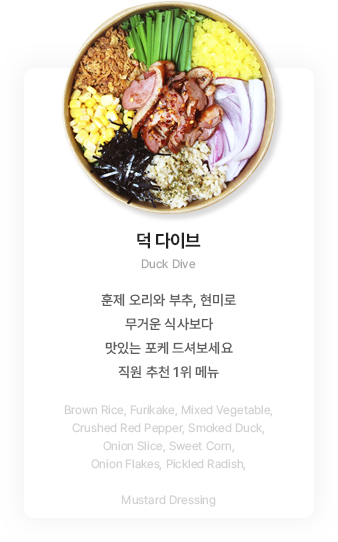 덕 다이브
Duck Dive
훈제 오리와 부추, 현미로
무거운 식사보다
맛있는 포케 드셔보세요
직원 추천 1위 메뉴
Brown Rice, Furikake, Mixed Vegetable,
Crushed Red Pepper, Smoked Duck,
Onion Slice, Sweet Corn,
Onion Flakes, Pickled Radish,
Mustard Dressing